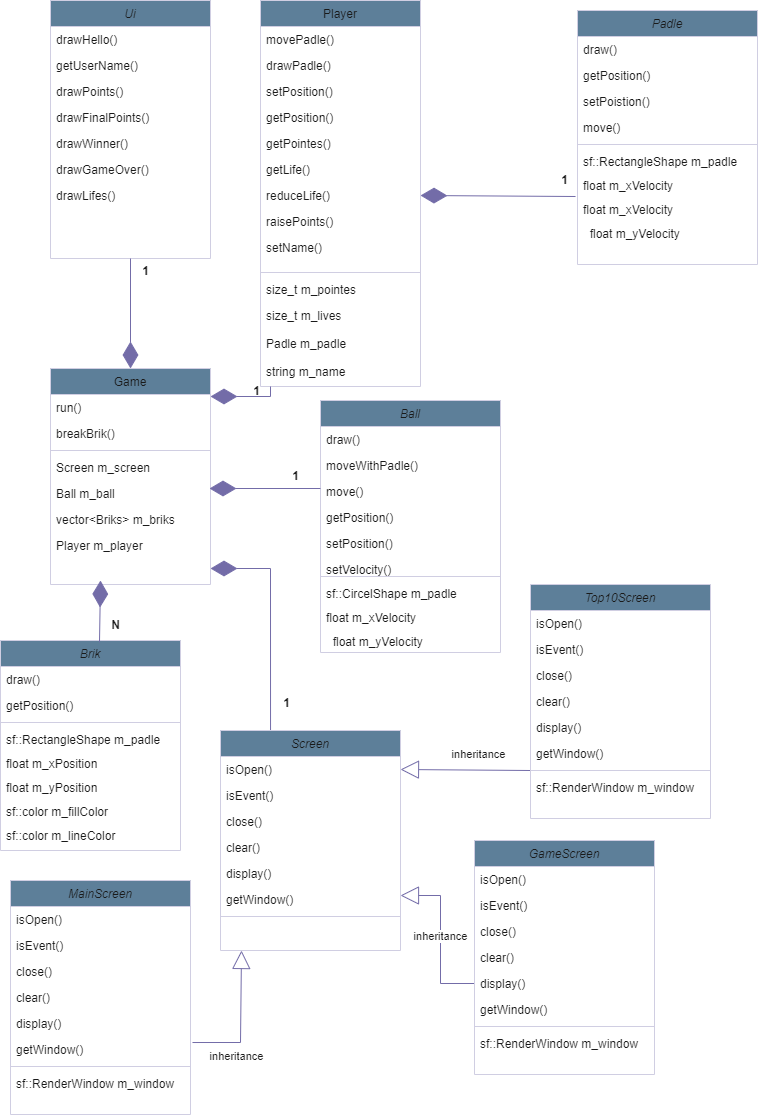 Ui
drawHello()
getUserName()
drawPoints()
drawFinalPoints()
drawWinner()
drawGameOver()
drawLifes()
1
Player
movePadle()
drawPadle()
setPosition()
getPosition()
getPointes()
getLife()
reduceLife()
raisePoints()
setName()
size_t m_pointes
size_t m_lives
Padle m_padle
string m_name
1
Padle
draw()
getPosition()
setPoistion()
move()
sf::RectangleShape m_padle
float m_xVelocity
float m_xVelocity
float m_yVelocity
Game
run()
breakBrik()
Screen m_screen
Ball m_ball
vector<Briks> m_briks
Player m_player
1
1
Ball
draw()
moveWithPadle()
move()
getPosition()
setPosition()
setVelocity()
sf::CircelShape m_padle
float m_xVelocity
float m_yVelocity
N
Brik
draw()
getPosition()
sf::RectangleShape m_padle
float m_xPosition
float m_yPosition
sf::color m_fillColor
sf::color m_lineColor
1
Screen
isOpen()
isEvent()
close()
clear()
display()
getWindow()
inheritance
Top10Screen
isOpen()
isEvent()
close()
clear()
display()
getWindow()
sf::RenderWindow m_window
inheritance
GameScreen
isOpen()
isEvent()
close()
clear()
display()
getWindow()
sf::RenderWindow m_window
MainScreen
isOpen()
isEvent()
close()
clear()
display()
getWindow()
sf::RenderWindow m_window
inheritance